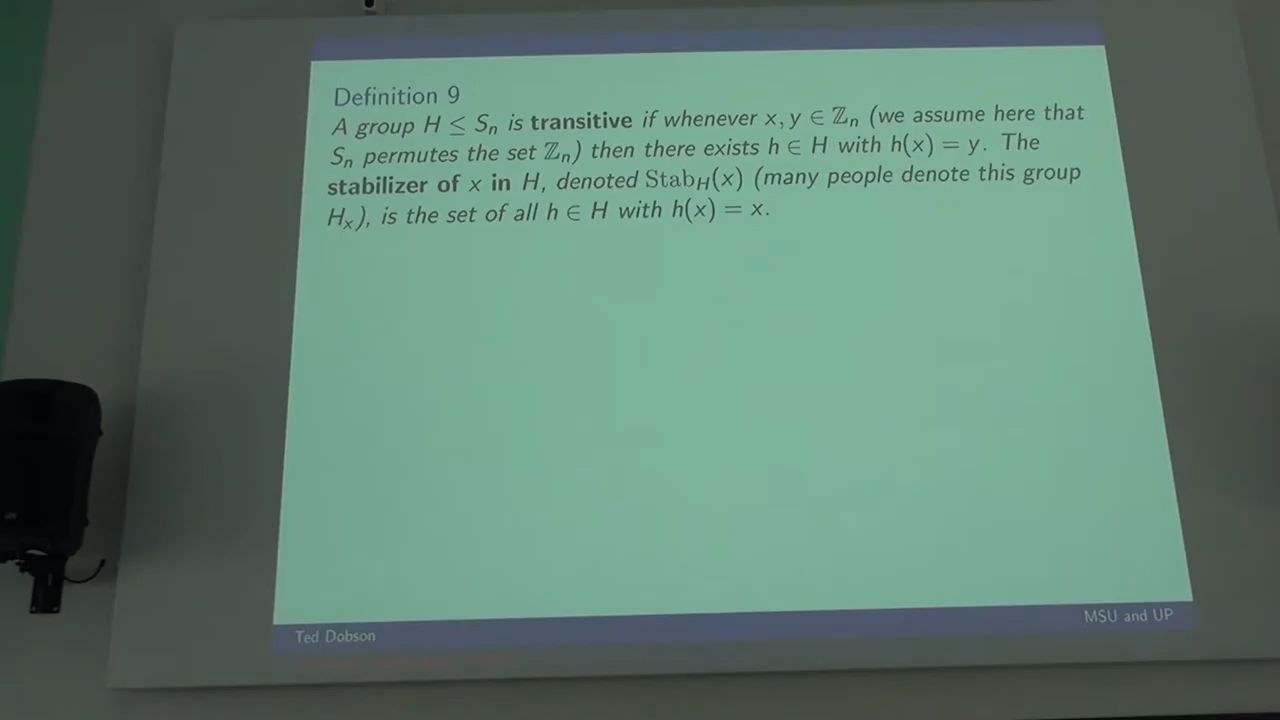 Definition 9
A group H ≤ Sₙ is transitive if whenever x, y ∈ ℤₙ (we assume here that
Sₙ permutes the set ℤₙ) then there exists h ∈ H with h(x) = y. The
stabilizer of x in H, denoted Stab_H(x) (many people denote this group
Hₓ), is the set of all h ∈ H with h(x) = x.
Ted Dobson
MSU and UP